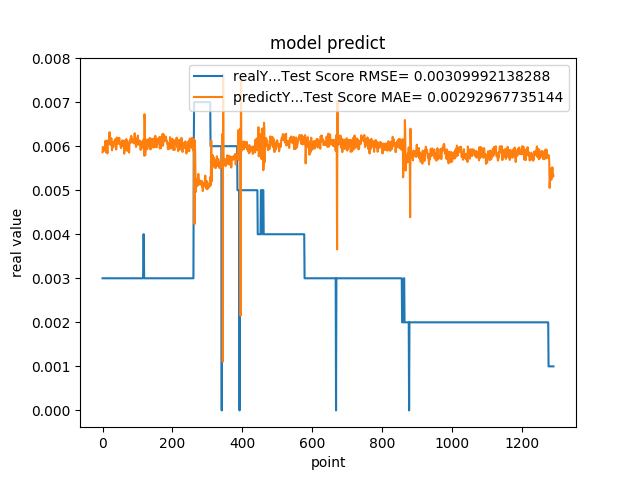 model predict
realY...Test Score RMSE= 0.00309992138288
predictY...Test Score MAE= 0.00292967735144
0.008
0.007
0.006
0.005
0.004
0.003
0.002
0.001
0.000
real value
0 200 400 600 800 1000 1200
point